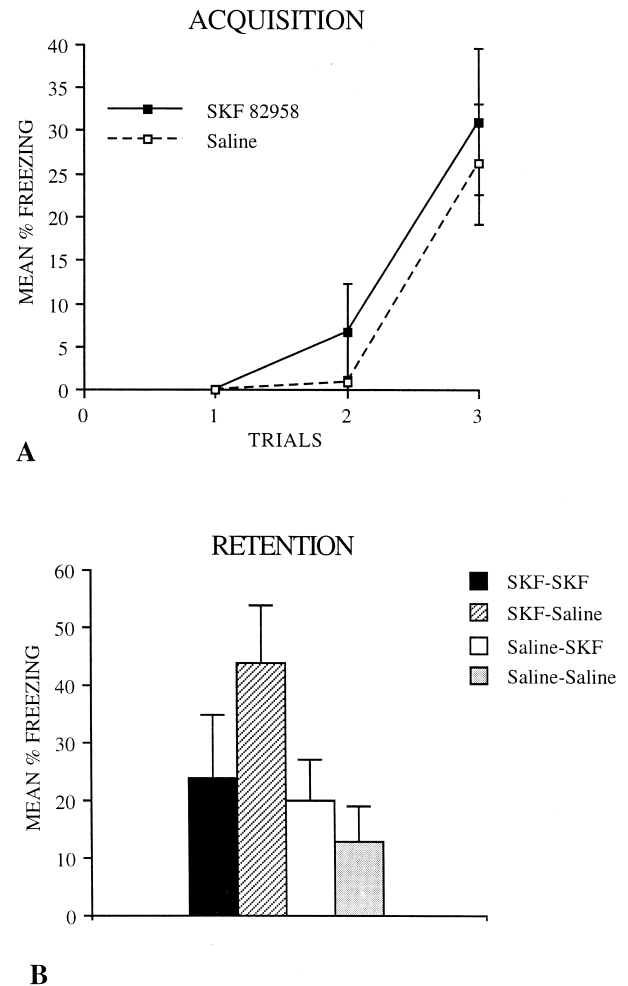 ACQUISITION
40
35
30
25
20
15
10
5
0
MEAN % FREEZING
SKF 82958
Saline
0 1 2 3
TRIALS
A
RETENTION
60
50
40
30
20
10
0
MEAN % FREEZING
SKF-SKF
SKF-Saline
Saline-SKF
Saline-Saline
B